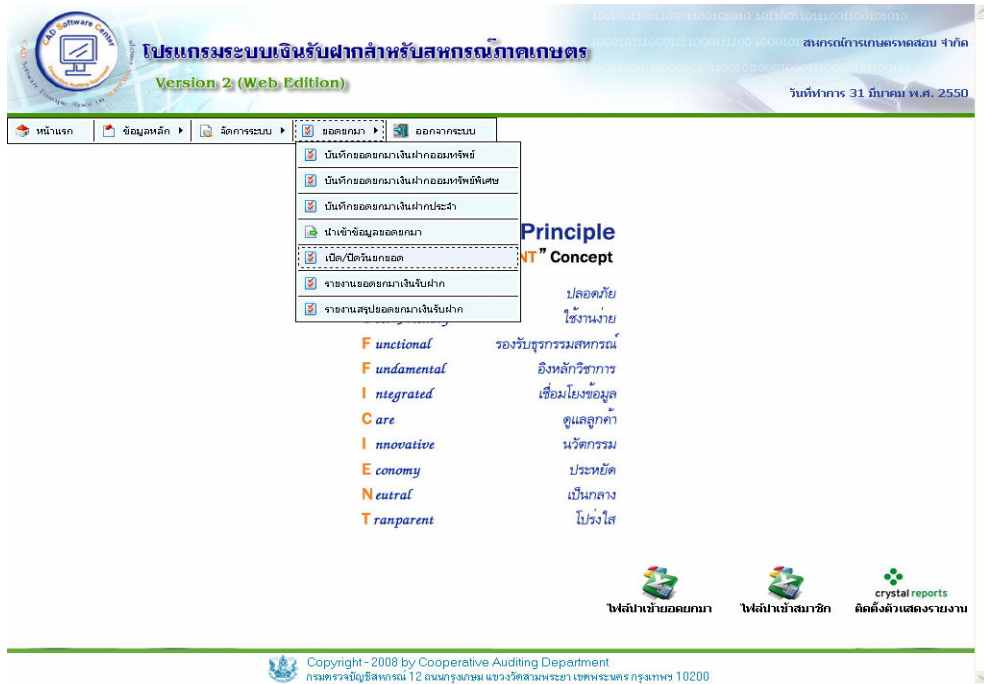 CAD Software Center
โปรแกรมระบบเงินรับฝากสำหรับสหกรณ์ภาคเกษตร
Version 2 (Web Edition)
สหกรณ์การเกษตรทดสอบ จำกัด
วันที่ทำการ 31 มีนาคม พ.ศ. 2550
หน้าแรก ข้อมูลหลัก จัดการระบบ ยอดยกมา ออกจากระบบ
บันทึกยอดยกมาเงินฝากออมทรัพย์
บันทึกยอดยกมาเงินฝากออมทรัพย์พิเศษ
บันทึกยอดยกมาเงินฝากประจำ
นำเข้าข้อมูลยอดยกมา
เปิด/ปิดวันยกยอด
รายงานยอดยกมาเงินรับฝาก
รายงานสรุปยอดยกมาเงินรับฝาก
Principle
NT" Concept
ปลอดภัย
ใช้งานง่าย
Functional รองรับธุรกรรมสหกรณ์
Fundamental อิงหลักวิชาการ
Integrated เชื่อมโยงข้อมูล
Care ดูแลลูกค้า
Innovative นวัตกรรม
Economy ประหยัด
Neutral เป็นกลาง
Tranparent โปร่งใส
ไฟล์นำเข้ายอดยกมา
ไฟล์นำเข้าสมาชิก
crystal reports
ติดตั้งตัวแสดงรายงาน
Copyright - 2008 by Cooperative Auditing Department
กรมตรวจบัญชีสหกรณ์ 12 ถนนกรุงเกษม แขวงวัดสามพระยา เขตพระนคร กรุงเทพฯ 10200